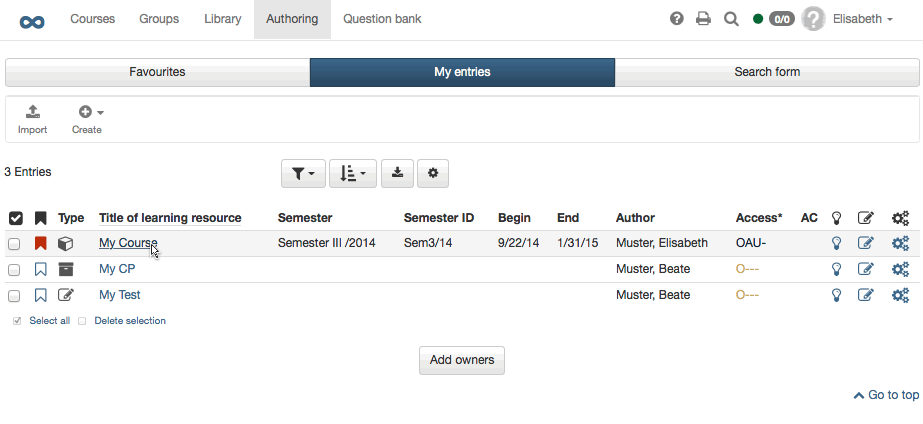 Courses Groups Library Authoring Question bank 0/0 Elisabeth
Favourites My entries Search form
Import Create
3 Entries
Type Title of learning resource Semester Semester ID Begin End Author Access* AC
My Course Semester III /2014 Sem3/14 9/22/14 1/31/15 Muster, Elisabeth OAU-
My CP Muster, Beate O---
My Test Muster, Beate O---
Select all Delete selection
Add owners
Go to top